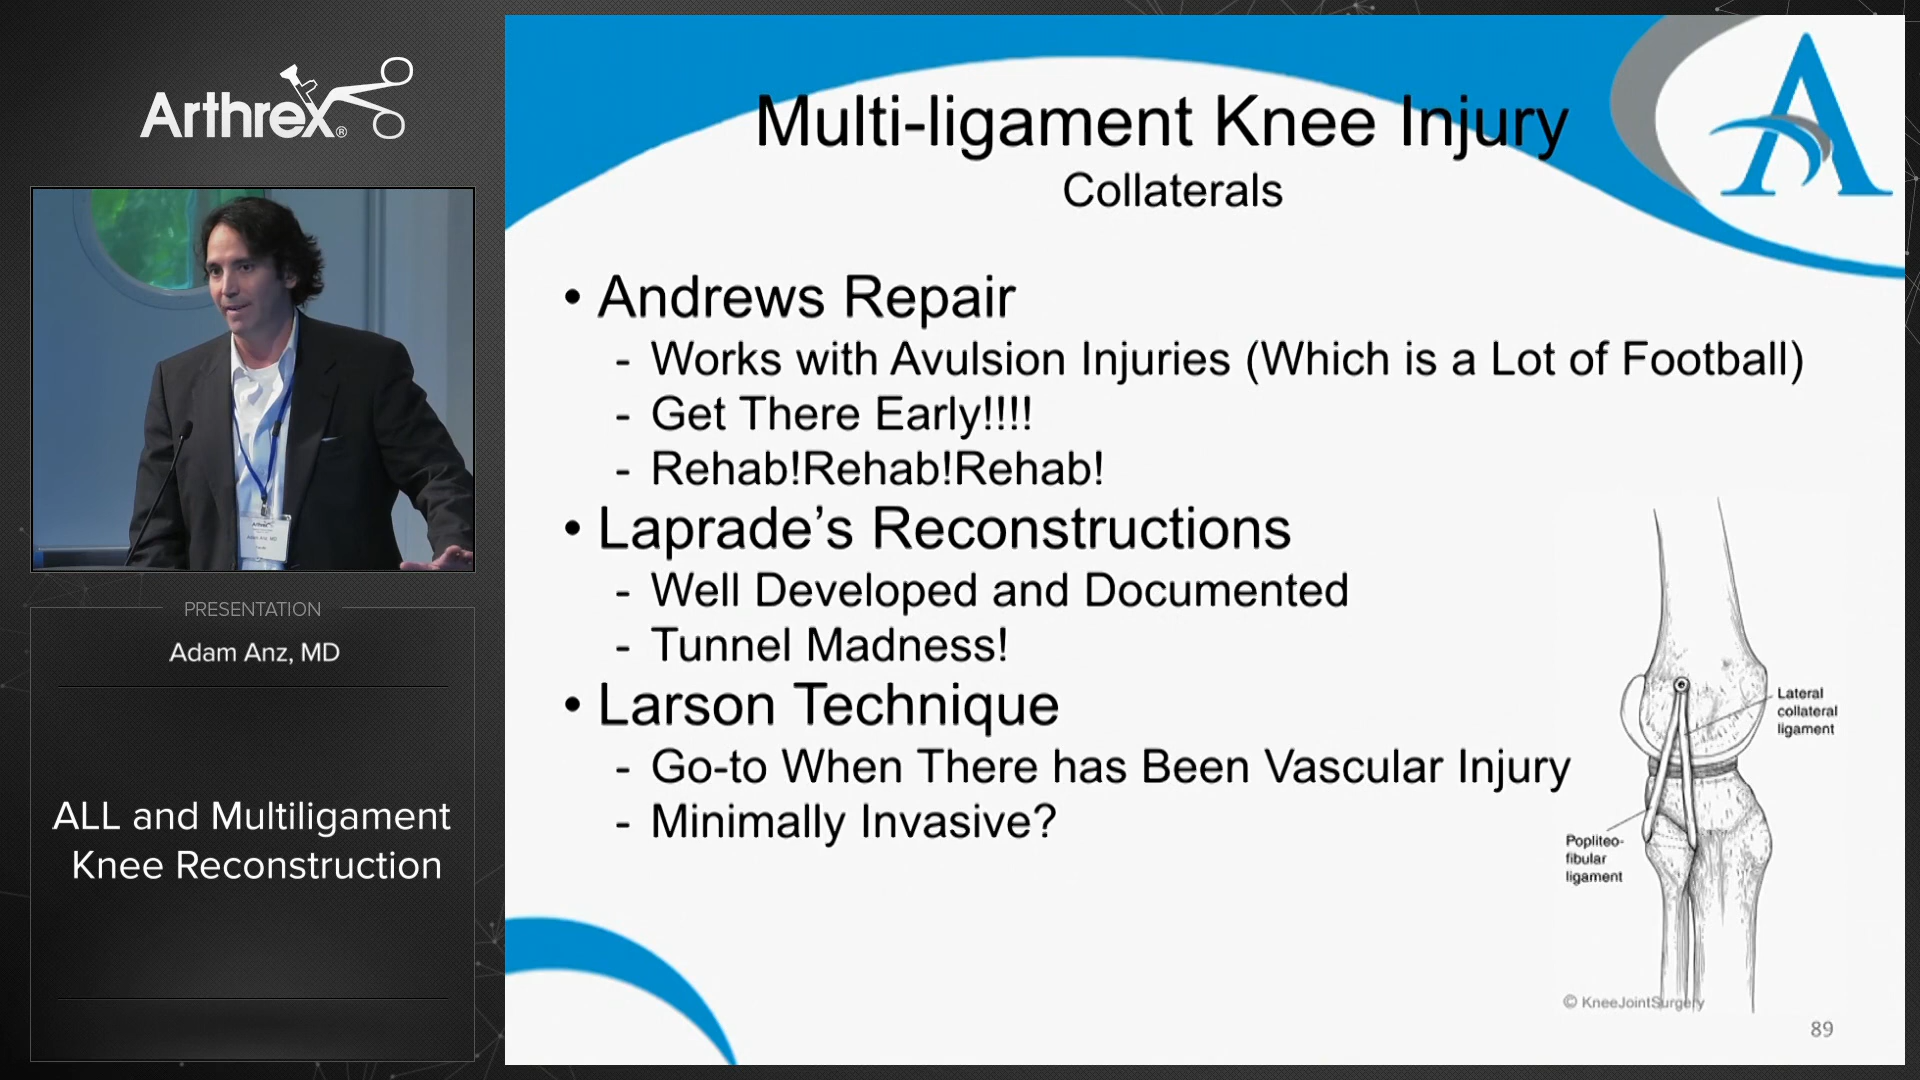 Arthrex®
PRESENTATION
Adam Anz, MD
ALL and Multiligament
Knee Reconstruction
Multi-ligament Knee Injury
Collaterals
• Andrews Repair
- Works with Avulsion Injuries (Which is a Lot of Football)
- Get There Early!!!!
- Rehab!Rehab!Rehab!
• Laprade’s Reconstructions
- Well Developed and Documented
- Tunnel Madness!
• Larson Technique
- Go-to When There has Been Vascular Injury
- Minimally Invasive?
Lateral
collateral
ligament
Popliteo-
fibular
ligament
© KneeJointSurgery
89